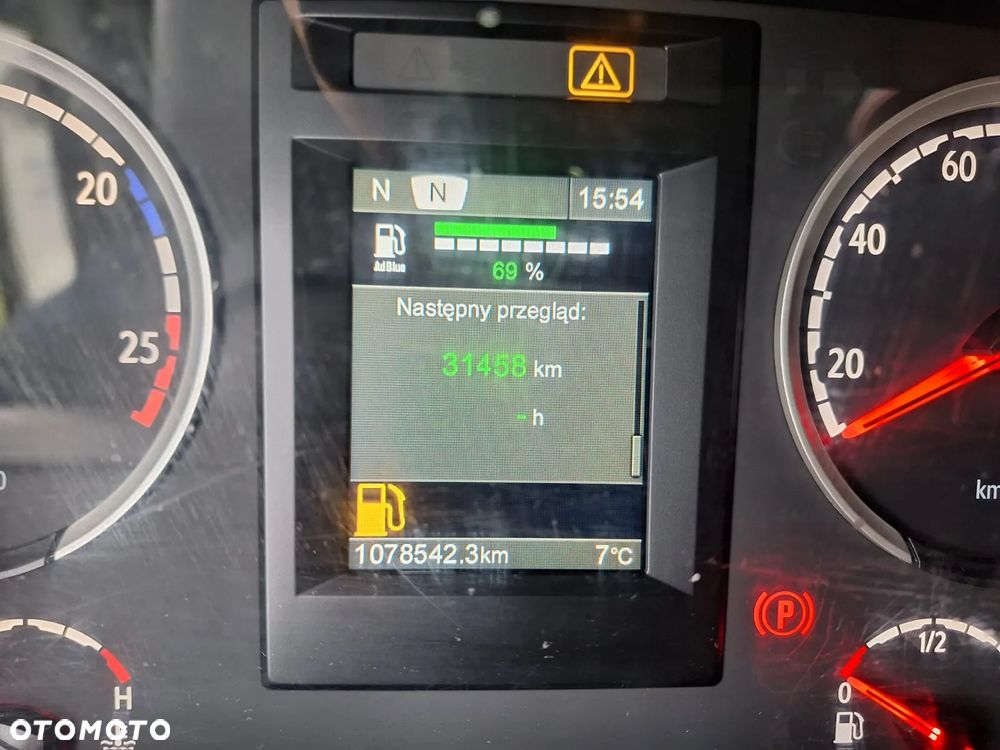 N N 15:54
20
60
40
AdBlue
69 %
Następny przegląd:
31458 km
25
20
- h
km
1078542.3km 7°C
P
1/2
H
0
OTOMOTO